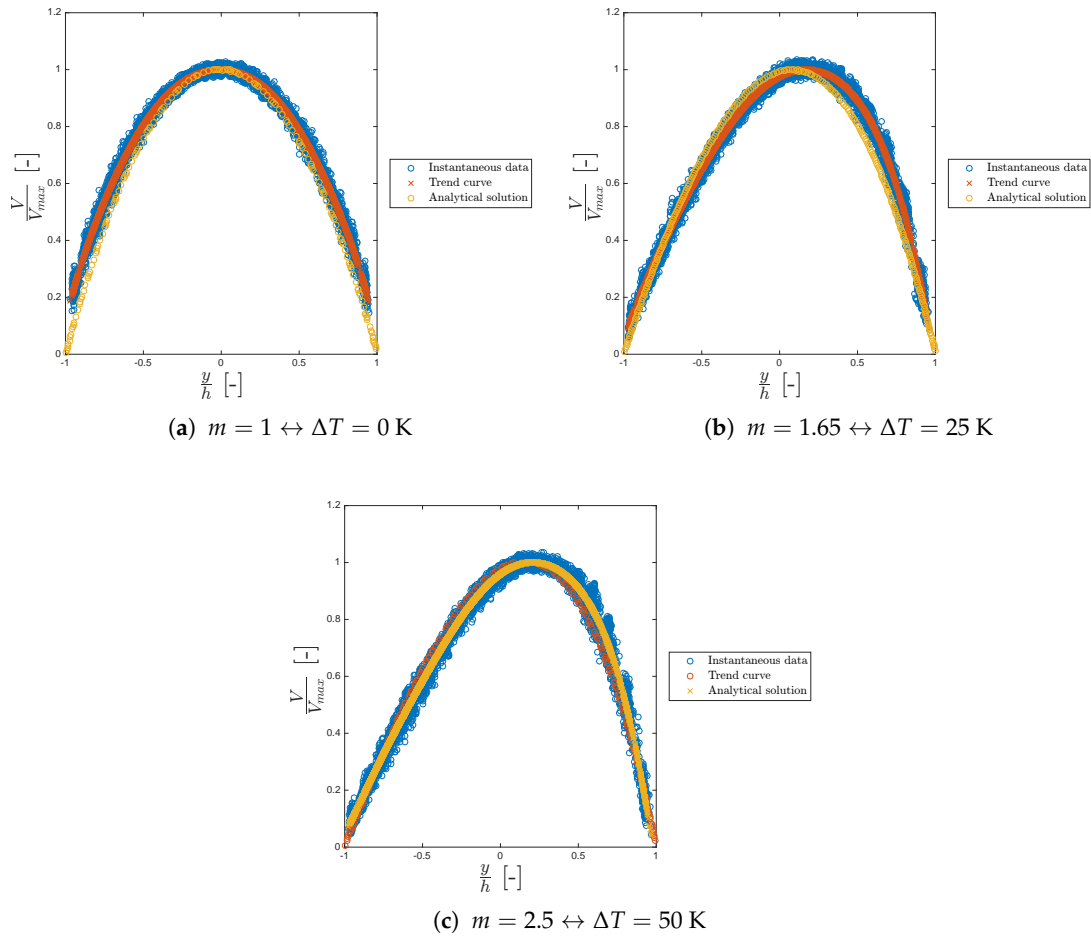 1.2
1
0.8
0.6
0.4
0.2
0
-1 -0.5 0 0.5 1
V/V_max [-]
y/h [-]
Instantaneous data
Trend curve
Analytical solution
(a) m = 1 ↔ ΔT = 0 K
1.2
1
0.8
0.6
0.4
0.2
0
-1 -0.5 0 0.5 1
V/V_max [-]
y/h [-]
Instantaneous data
Trend curve
Analytical solution
(b) m = 1.65 ↔ ΔT = 25 K
1.2
1
0.8
0.6
0.4
0.2
0
-1 -0.5 0 0.5 1
V/V_max [-]
y/h [-]
Instantaneous data
Trend curve
Analytical solution
(c) m = 2.5 ↔ ΔT = 50 K